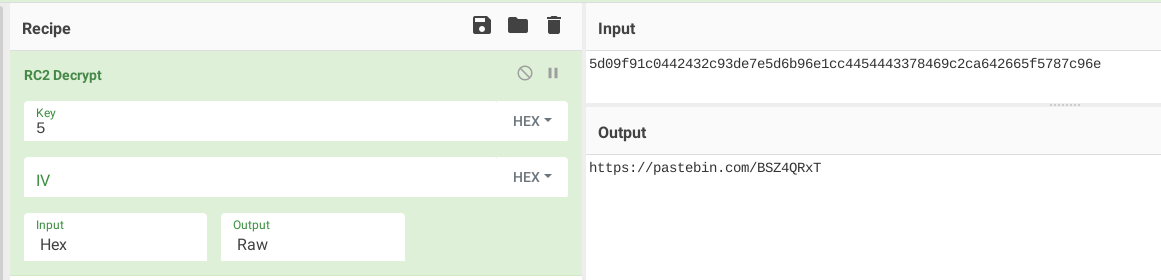 Recipe
RC2 Decrypt
Key
5
HEX
IV
HEX
Input
Hex
Output
Raw
Input
5d09f91c0442432c93de7e5d6b96e1cc4454443378469c2ca642665f5787c96e
Output
https://pastebin.com/BSZ4QRxT